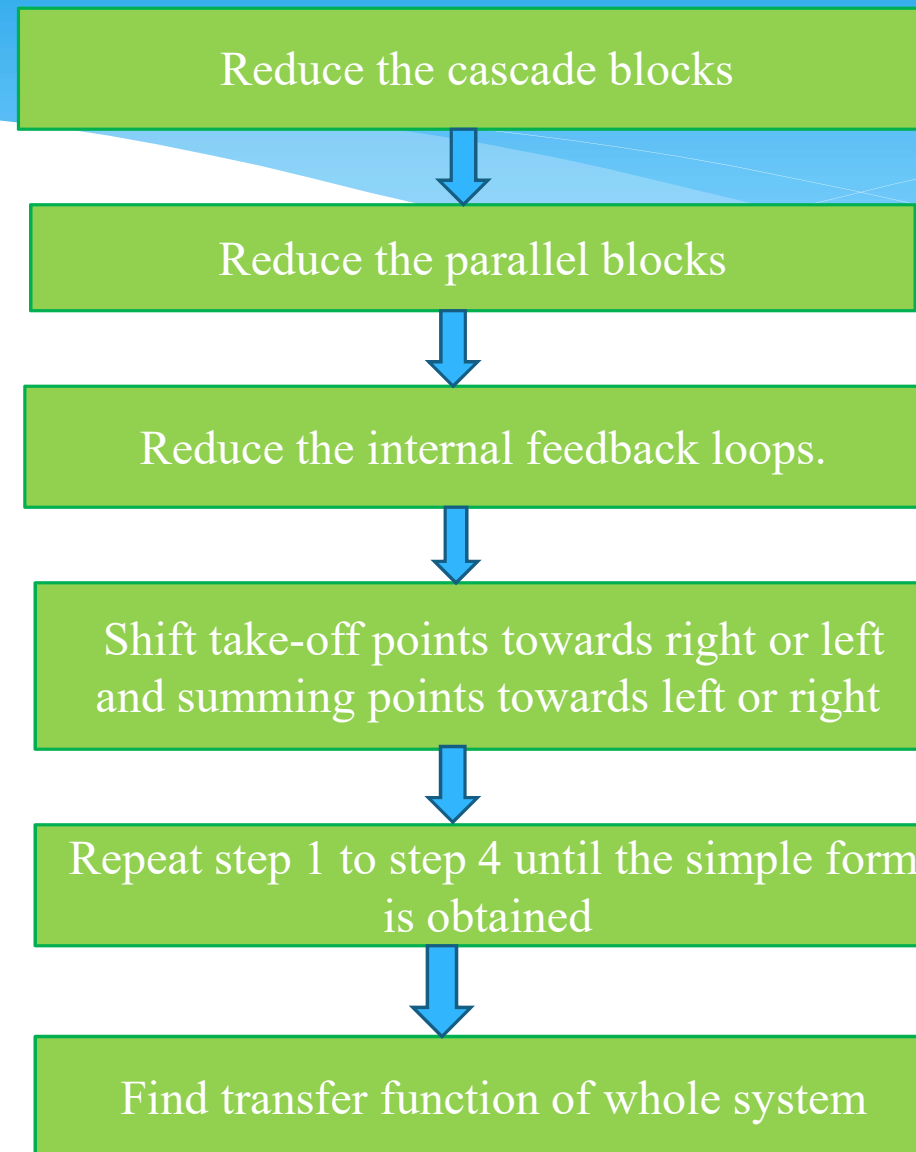 Reduce the cascade blocks
Reduce the parallel blocks
Reduce the internal feedback loops.
Shift take-off points towards right or left
and summing points towards left or right
Repeat step 1 to step 4 until the simple form
is obtained
Find transfer function of whole system